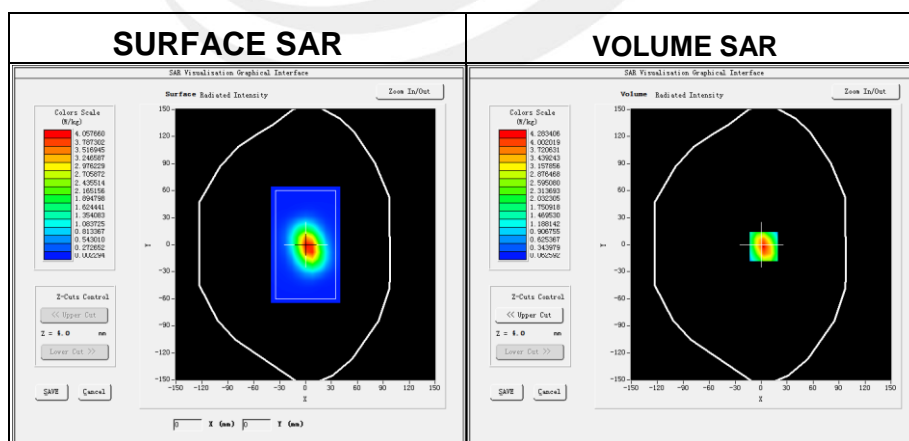 SURFACE SAR
VOLUME SAR
SAR Visualisation Graphical Interface
Surface Radiated Intensity
Zoom In/Out
Colors Scale
(W/kg)
4.057660
3.787302
3.516945
3.246587
2.976229
2.705872
2.435514
2.165156
1.894798
1.624441
1.354083
1.083725
0.813367
0.543010
0.272652
0.002294
150
120
90
60
30
0
-30
-60
-90
-120
-150
Y
-150 -120 -90 -60 -30 0 30 60 90 120 150
X
Z-Cuts Control
<< Upper Cut
Z = 4.0 mm
Lower Cut >>
SAVE Cancel
0 X (mm) 0 Y (mm)
SAR Visualisation Graphical Interface
Volume Radiated Intensity
Zoom In/Out
Colors Scale
(W/kg)
4.283406
4.002019
3.720631
3.439243
3.157856
2.876468
2.595080
2.313693
2.032305
1.750918
1.469530
1.188142
0.906755
0.625367
0.343979
0.062592
150
120
90
60
30
0
-30
-60
-90
-120
-150
Y
-150 -120 -90 -60 -30 0 30 60 90 120 150
X
Z-Cuts Control
<< Upper Cut
Z = 4.0 mm
Lower Cut >>
SAVE Cancel